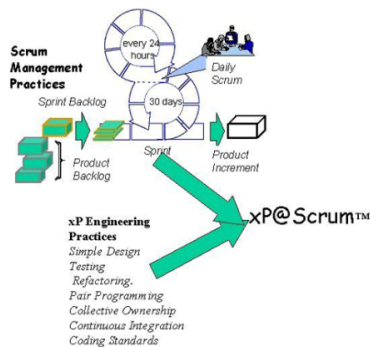 every 24
hours
Scrum
Management
Practices
Daily
Scrum
Sprint Backlog
30 days
Sprint
Product
Backlog
Product
Increment
xP@Scrum™
xP Engineering
Practices
Simple Design
Testing
Refactoring.
Pair Programming
Collective Ownership
Continuous Integration
Coding Standards